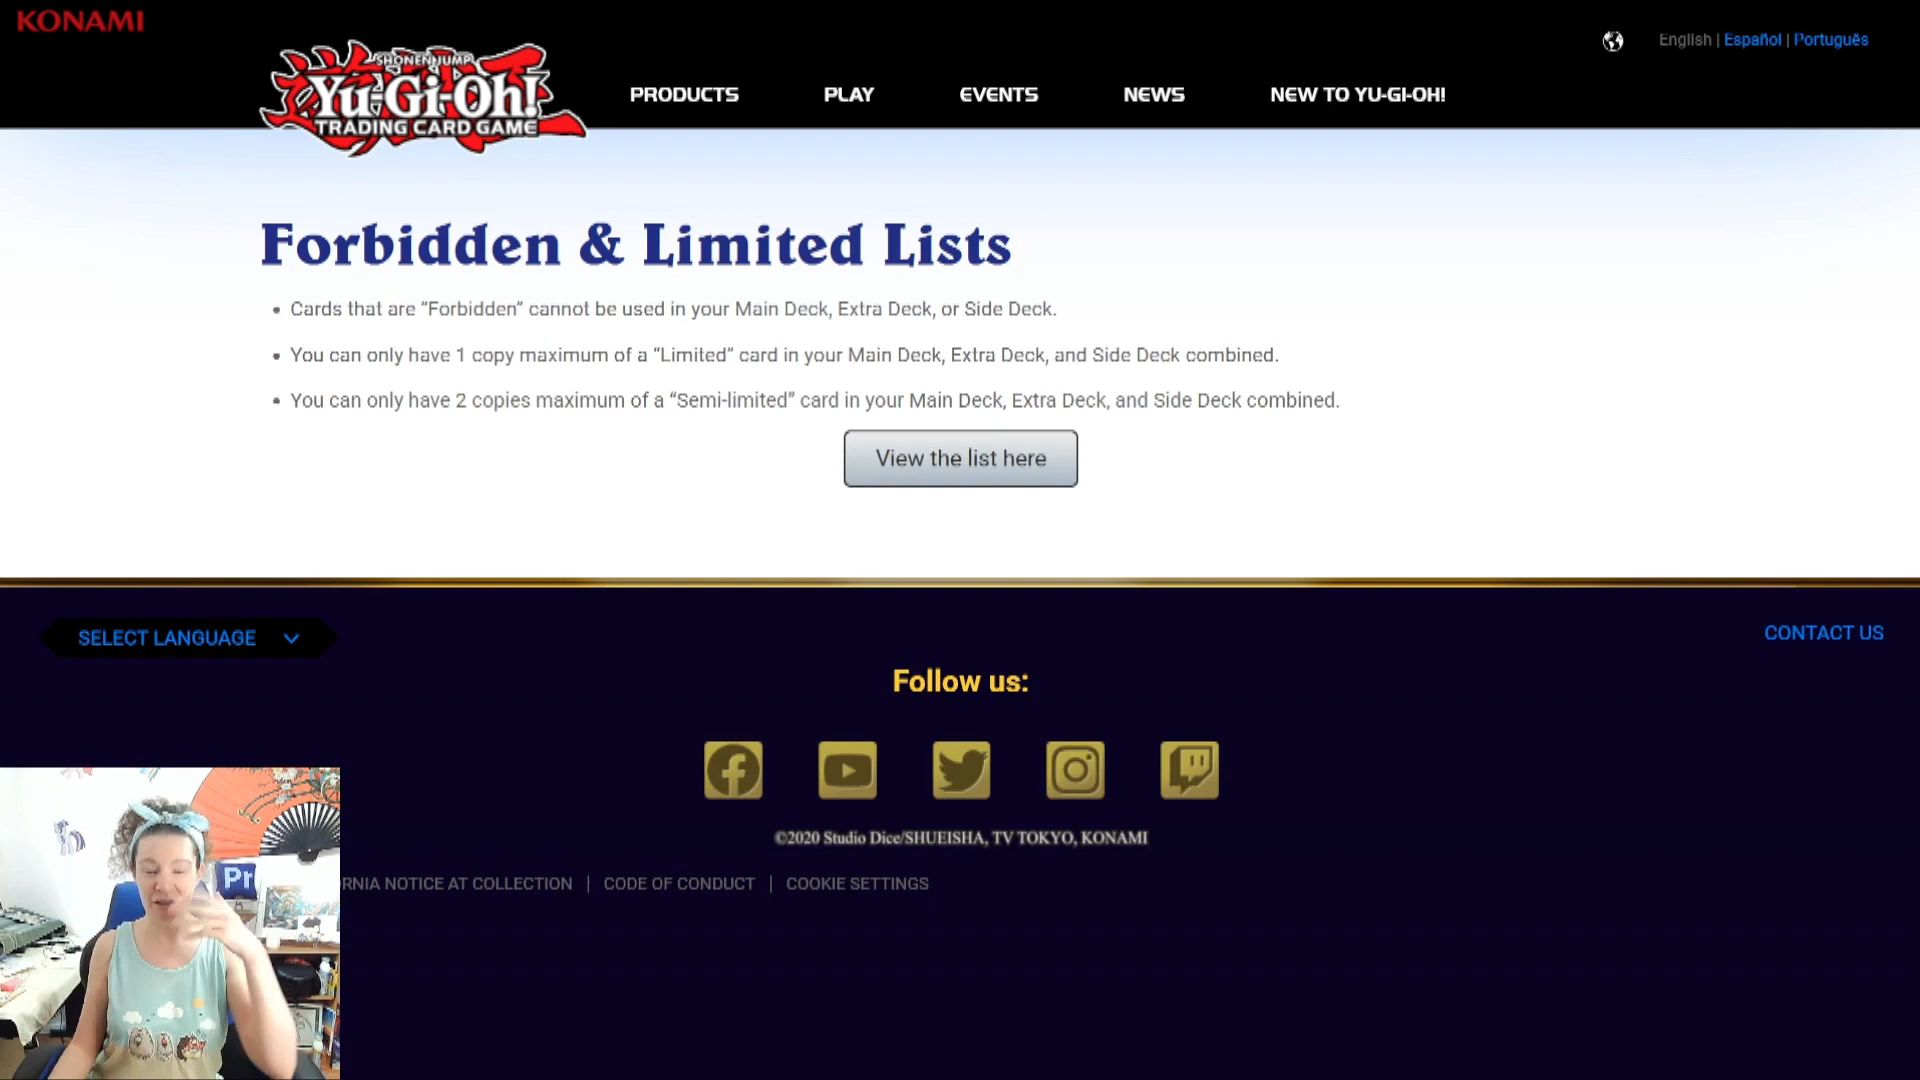 KONAMI
English | Español | Português
SHONEN JUMP
Yu-Gi-Oh!
TRADING CARD GAME
PRODUCTS
PLAY
EVENTS
NEWS
NEW TO YU-GI-OH!
Forbidden & Limited Lists
• Cards that are “Forbidden” cannot be used in your Main Deck, Extra Deck, or Side Deck.
• You can only have 1 copy maximum of a “Limited” card in your Main Deck, Extra Deck, and Side Deck combined.
• You can only have 2 copies maximum of a “Semi-limited” card in your Main Deck, Extra Deck, and Side Deck combined.
View the list here
SELECT LANGUAGE
CONTACT US
Follow us:
©2020 Studio Dice/SHUEISHA, TV TOKYO, KONAMI
RNIA NOTICE AT COLLECTION | CODE OF CONDUCT | COOKIE SETTINGS
Pr